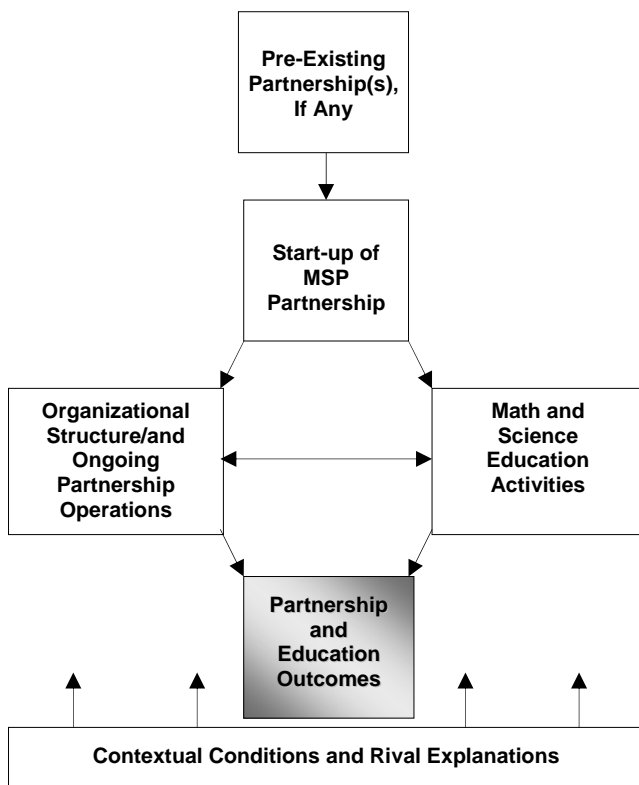 Pre-Existing
Partnership(s),
If Any
Start-up of
MSP
Partnership
Organizational
Structure/and
Ongoing
Partnership
Operations
Math and
Science
Education
Activities
Partnership
and
Education
Outcomes
Contextual Conditions and Rival Explanations